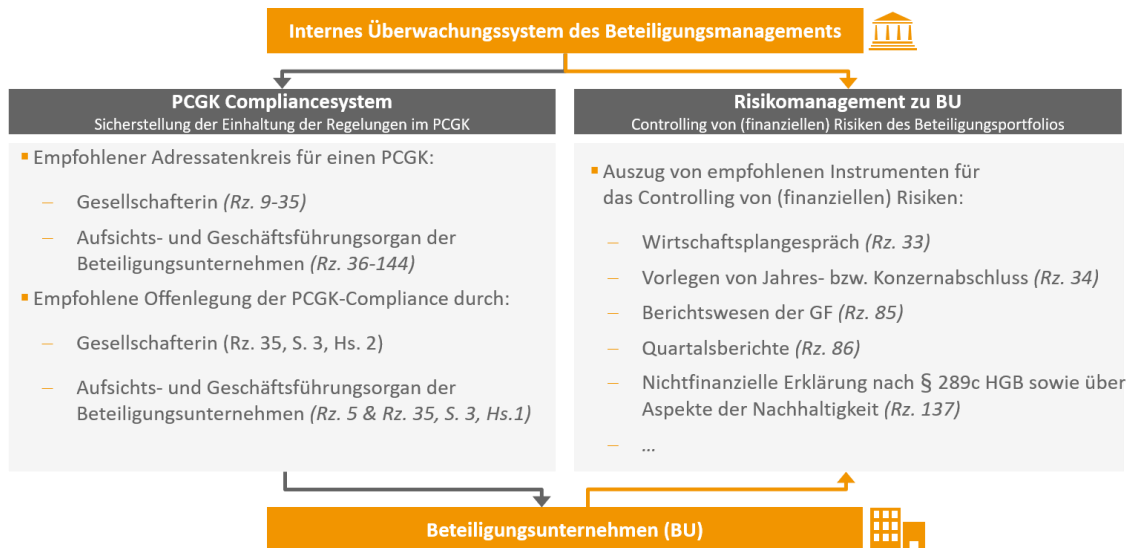 Internes Überwachungssystem des Beteiligungsmanagements
PCGK Compliancesystem
Sicherstellung der Einhaltung der Regelungen im PCGK
▪ Empfohlener Adressatenkreis für einen PCGK:
– Gesellschafterin (Rz. 9-35)
– Aufsichts- und Geschäftsführungsorgan der
Beteiligungsunternehmen (Rz. 36-144)
▪ Empfohlene Offenlegung der PCGK-Compliance durch:
– Gesellschafterin (Rz. 35, S. 3, Hs. 2)
– Aufsichts- und Geschäftsführungsorgan der
Beteiligungsunternehmen (Rz. 5 & Rz. 35, S. 3, Hs.1)
Risikomanagement zu BU
Controlling von (finanziellen) Risiken des Beteiligungsportfolios
▪ Auszug von empfohlenen Instrumenten für
das Controlling von (finanziellen) Risiken:
– Wirtschaftsplangespräch (Rz. 33)
– Vorlegen von Jahres- bzw. Konzernabschluss (Rz. 34)
– Berichtswesen der GF (Rz. 85)
– Quartalsberichte (Rz. 86)
– Nichtfinanzielle Erklärung nach § 289c HGB sowie über
Aspekte der Nachhaltigkeit (Rz. 137)
– ...
Beteiligungsunternehmen (BU)